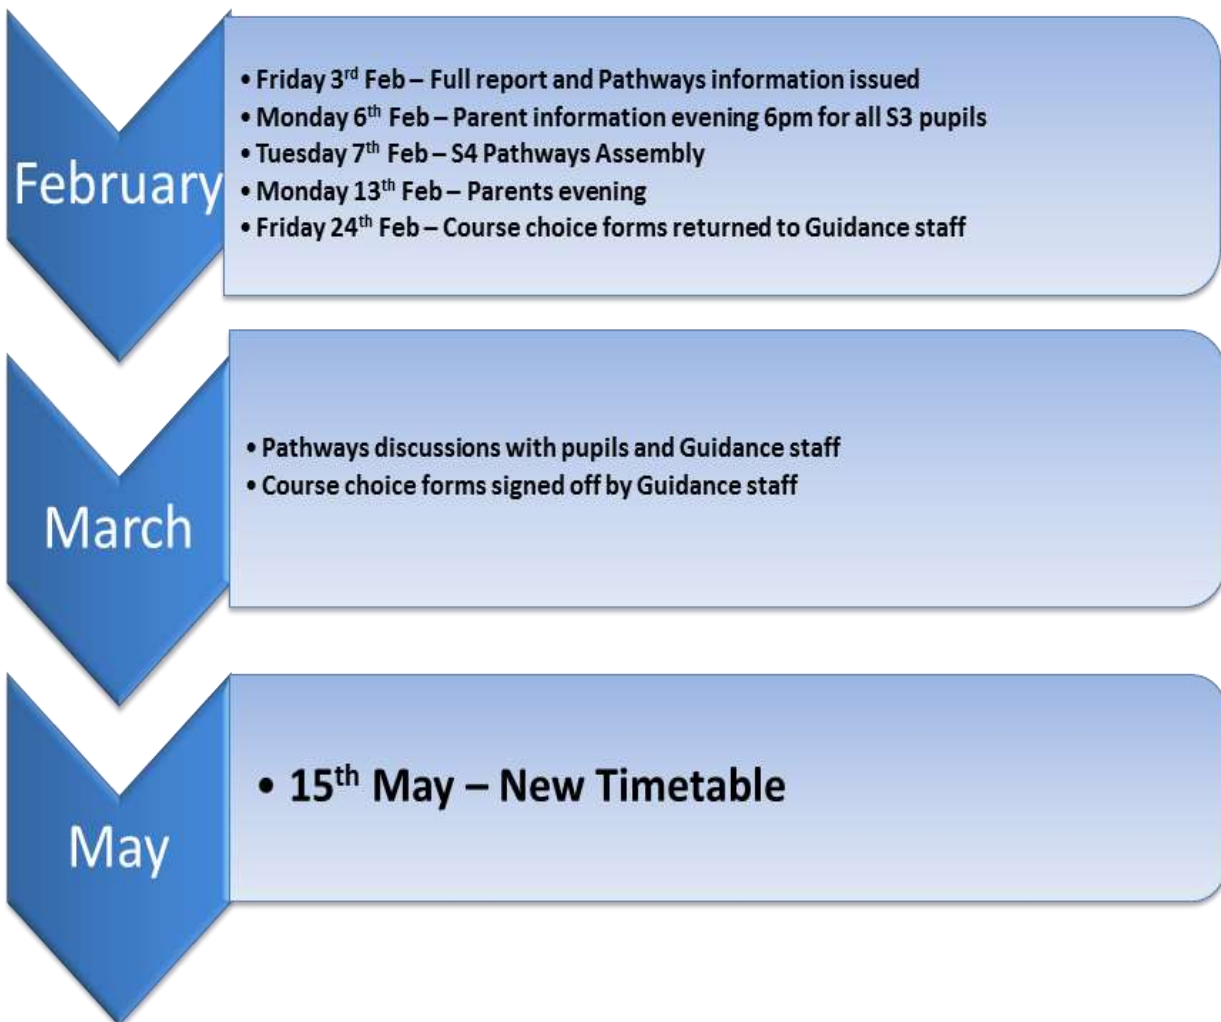 February
• Friday 3rd Feb – Full report and Pathways information issued
• Monday 6th Feb – Parent information evening 6pm for all S3 pupils
• Tuesday 7th Feb – S4 Pathways Assembly
• Monday 13th Feb – Parents evening
• Friday 24th Feb – Course choice forms returned to Guidance staff
March
• Pathways discussions with pupils and Guidance staff
• Course choice forms signed off by Guidance staff
May
• 15th May – New Timetable